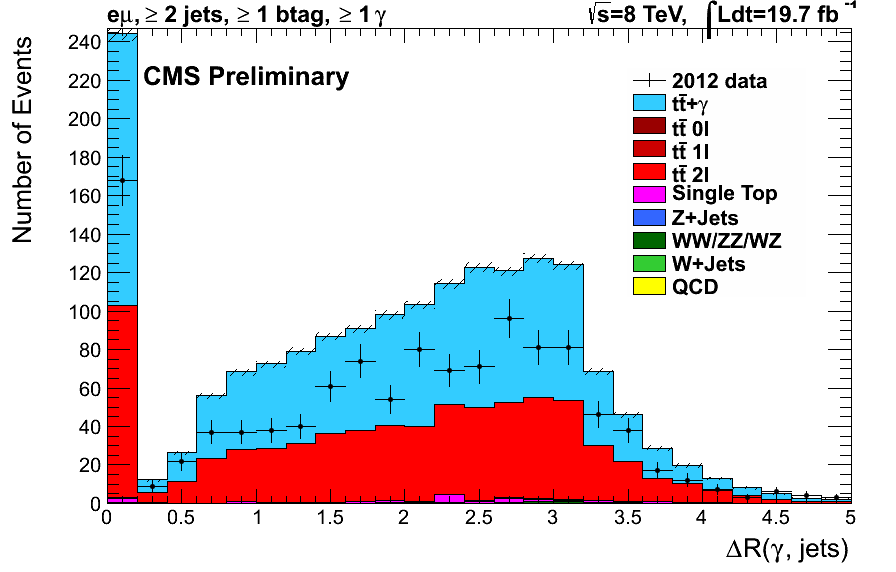 eμ, ≥ 2 jets, ≥ 1 btag, ≥ 1 γ
√s=8 TeV, ∫Ldt=19.7 fb⁻¹
Number of Events
CMS Preliminary
2012 data
tt̄+γ
tt̄ 0l
tt̄ 1l
tt̄ 2l
Single Top
Z+Jets
WW/ZZ/WZ
W+Jets
QCD
240
220
200
180
160
140
120
100
80
60
40
20
0
0 0.5 1 1.5 2 2.5 3 3.5 4 4.5 5
ΔR(γ, jets)